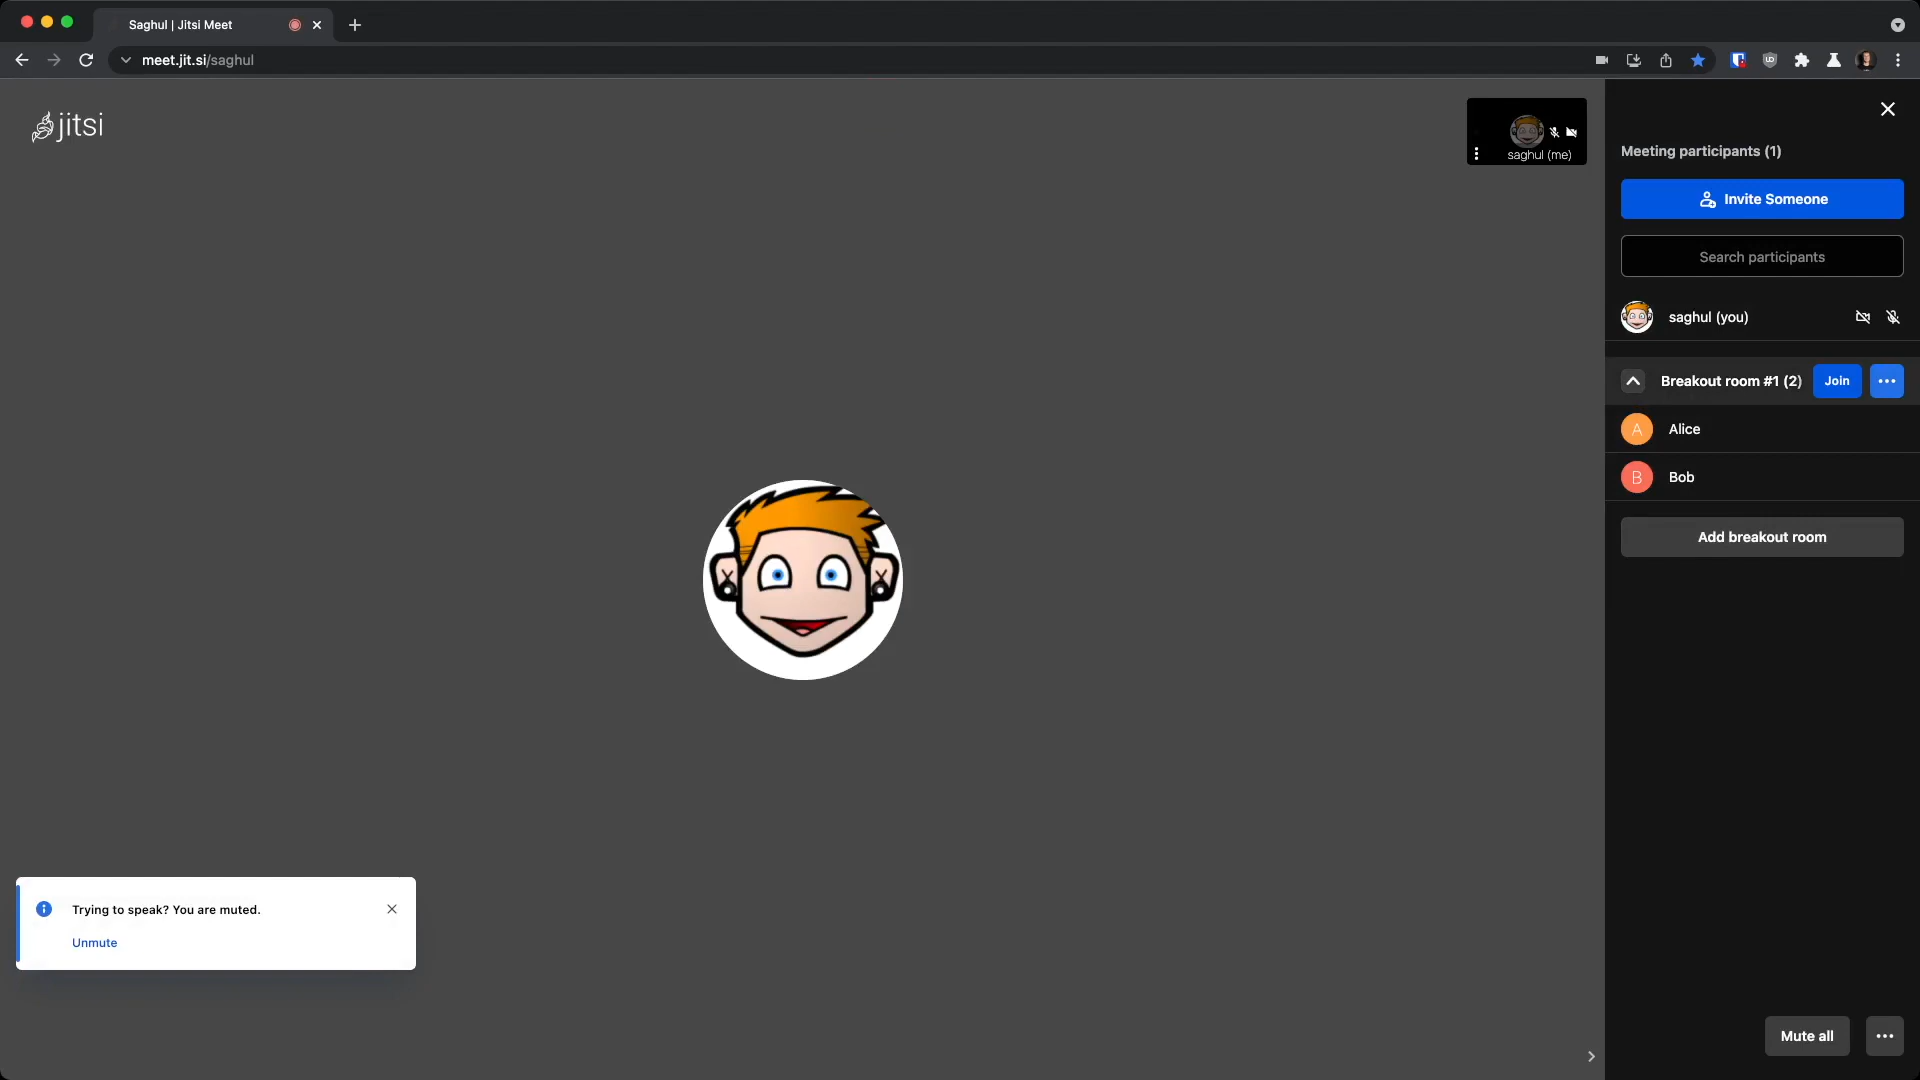 Saghul | Jitsi Meet
meet.jit.si/saghul
jitsi
saghul (me)
Meeting participants (1)
Invite Someone
Search participants
saghul (you)
Breakout room #1 (2)
Join
A
Alice
B
Bob
Add breakout room
Trying to speak? You are muted.
Unmute
Mute all